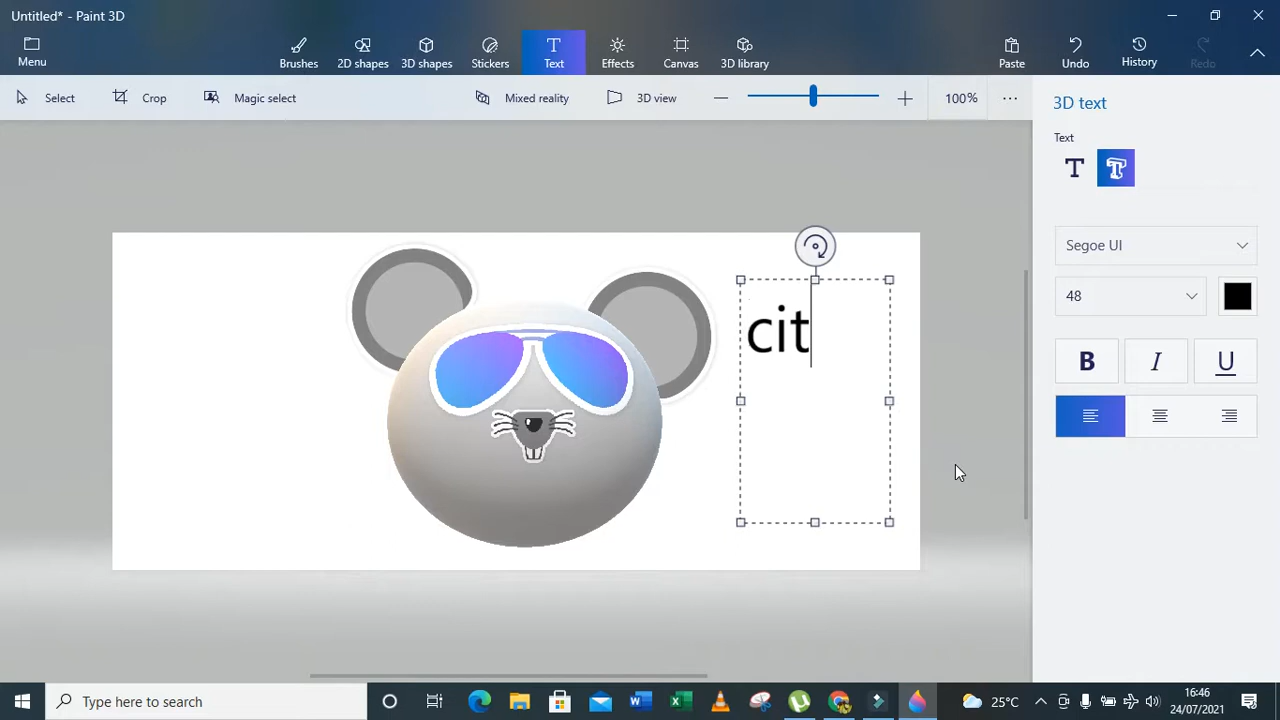 Untitled* - Paint 3D
Menu
Brushes
2D shapes
3D shapes
Stickers
Text
Effects
Canvas
3D library
Paste
Undo
History
Redo
Select
Crop
Magic select
Mixed reality
3D view
100%
3D text
Text
Segoe UI
48
B I U
cit
Type here to search
25°C
16:46
24/07/2021